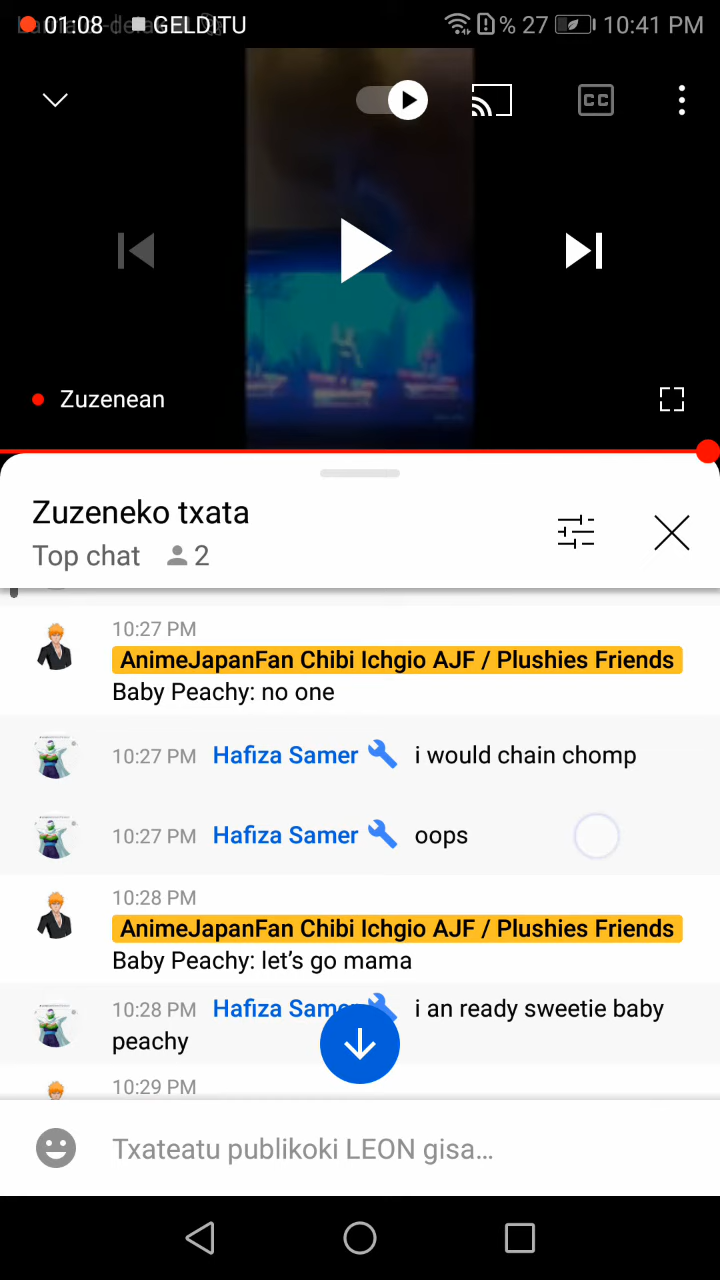 01:08 GELDITU % 27 10:41 PM
CC
Zuzenean
Zuzeneko txata
Top chat 2
10:27 PM
AnimeJapanFan Chibi Ichgio AJF / Plushies Friends
Baby Peachy: no one
10:27 PM Hafiza Samer i would chain chomp
10:27 PM Hafiza Samer oops
10:28 PM
AnimeJapanFan Chibi Ichgio AJF / Plushies Friends
Baby Peachy: let's go mama
10:28 PM Hafiza Samer i an ready sweetie baby
peachy
10:29 PM
Txateatu publikoki LEON gisa...